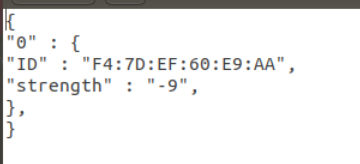 {
"0" : {
"ID" : "F4:7D:EF:60:E9:AA",
"strength" : "-9",
},
}